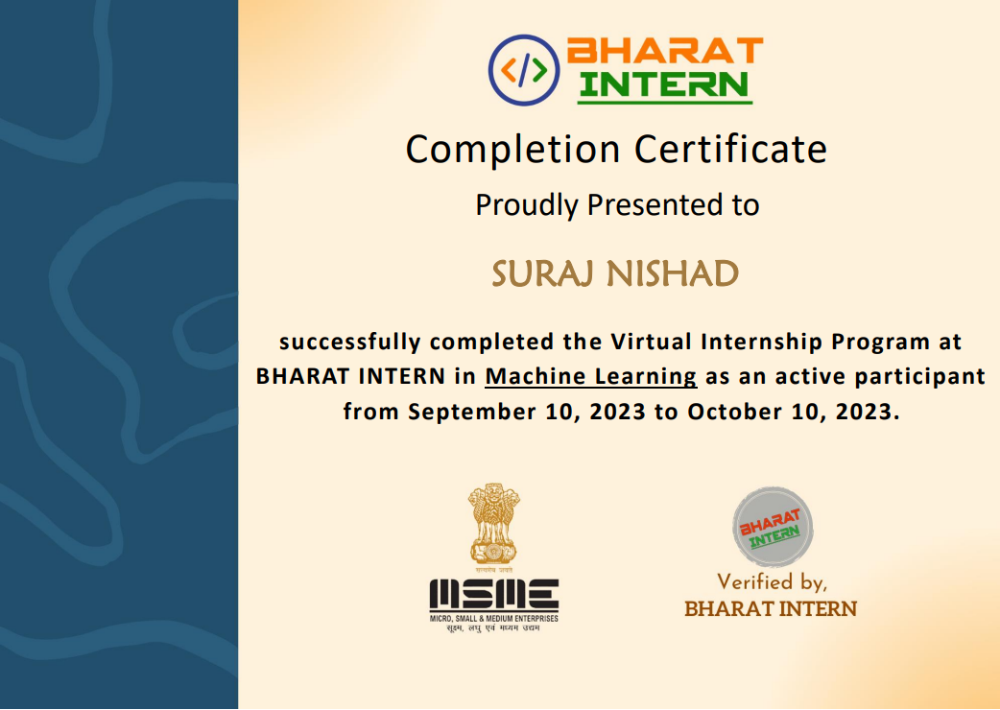 BHARAT
INTERN
Completion Certificate
Proudly Presented to
SURAJ NISHAD
successfully completed the Virtual Internship Program at
BHARAT INTERN in Machine Learning as an active participant
from September 10, 2023 to October 10, 2023.
सत्यमेव जयते
MSME
MICRO, SMALL & MEDIUM ENTERPRISES
सूक्ष्म, लघु एवं मध्यम उद्यम
BHARAT
INTERN
Verified by,
BHARAT INTERN